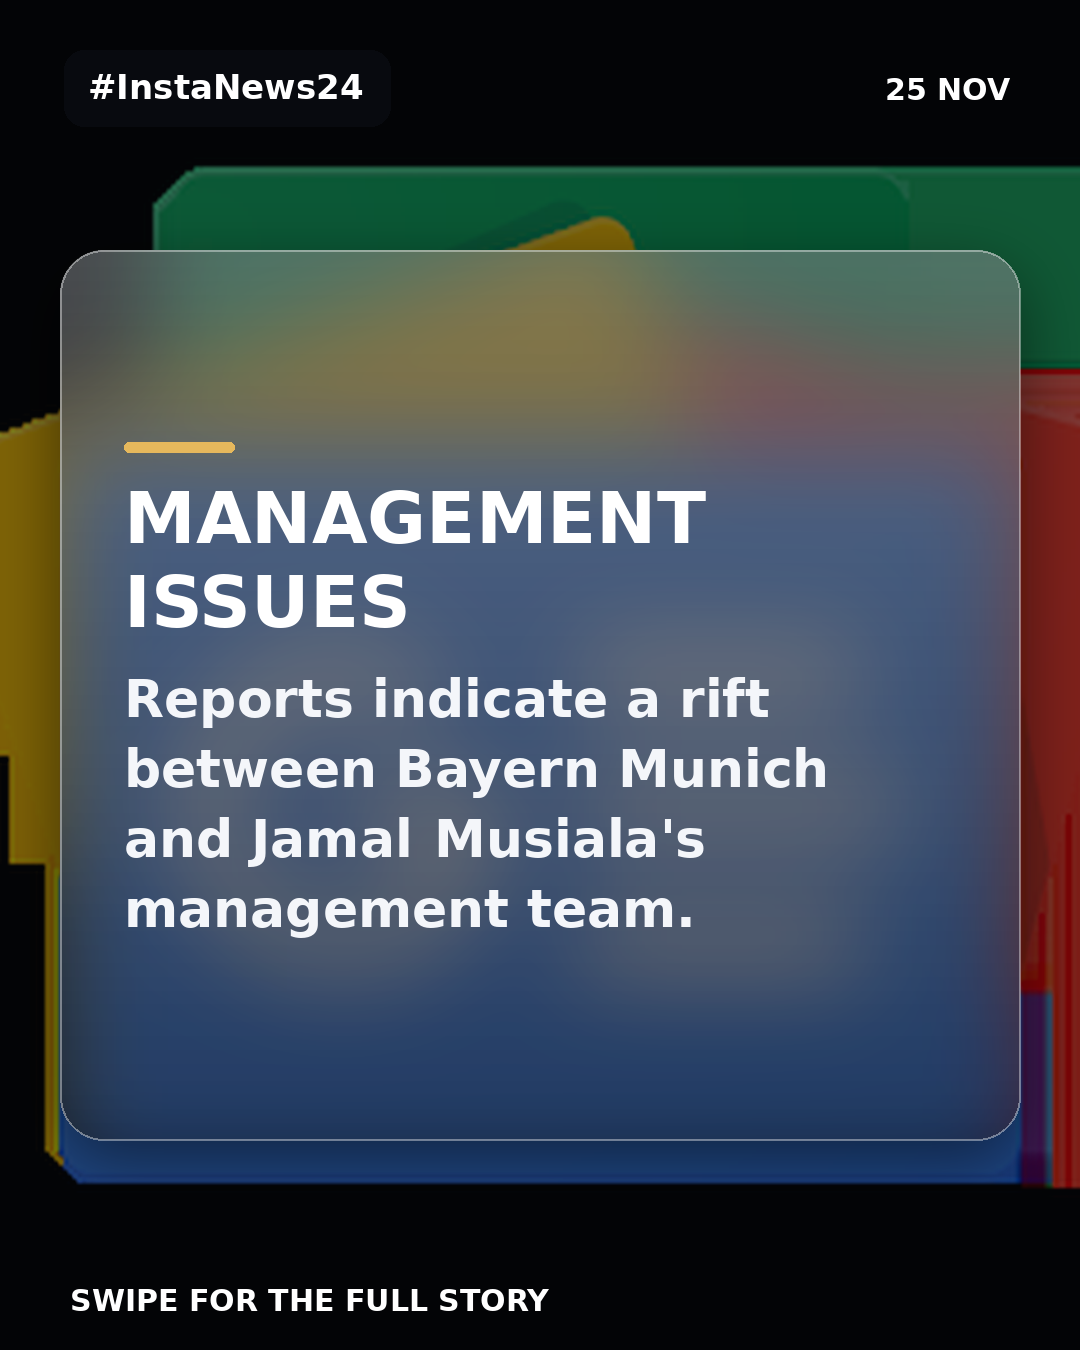 #InstaNews24
25 NOV
MANAGEMENT
ISSUES
Reports indicate a rift
between Bayern Munich
and Jamal Musiala's
management team.
SWIPE FOR THE FULL STORY